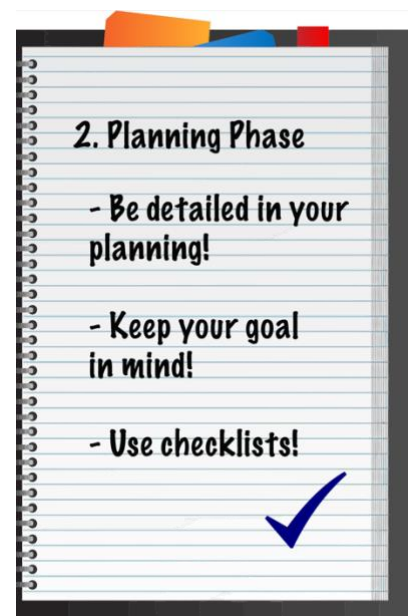 2. Planning Phase
- Be detailed in your
planning!
- Keep your goal
in mind!
- Use checklists!